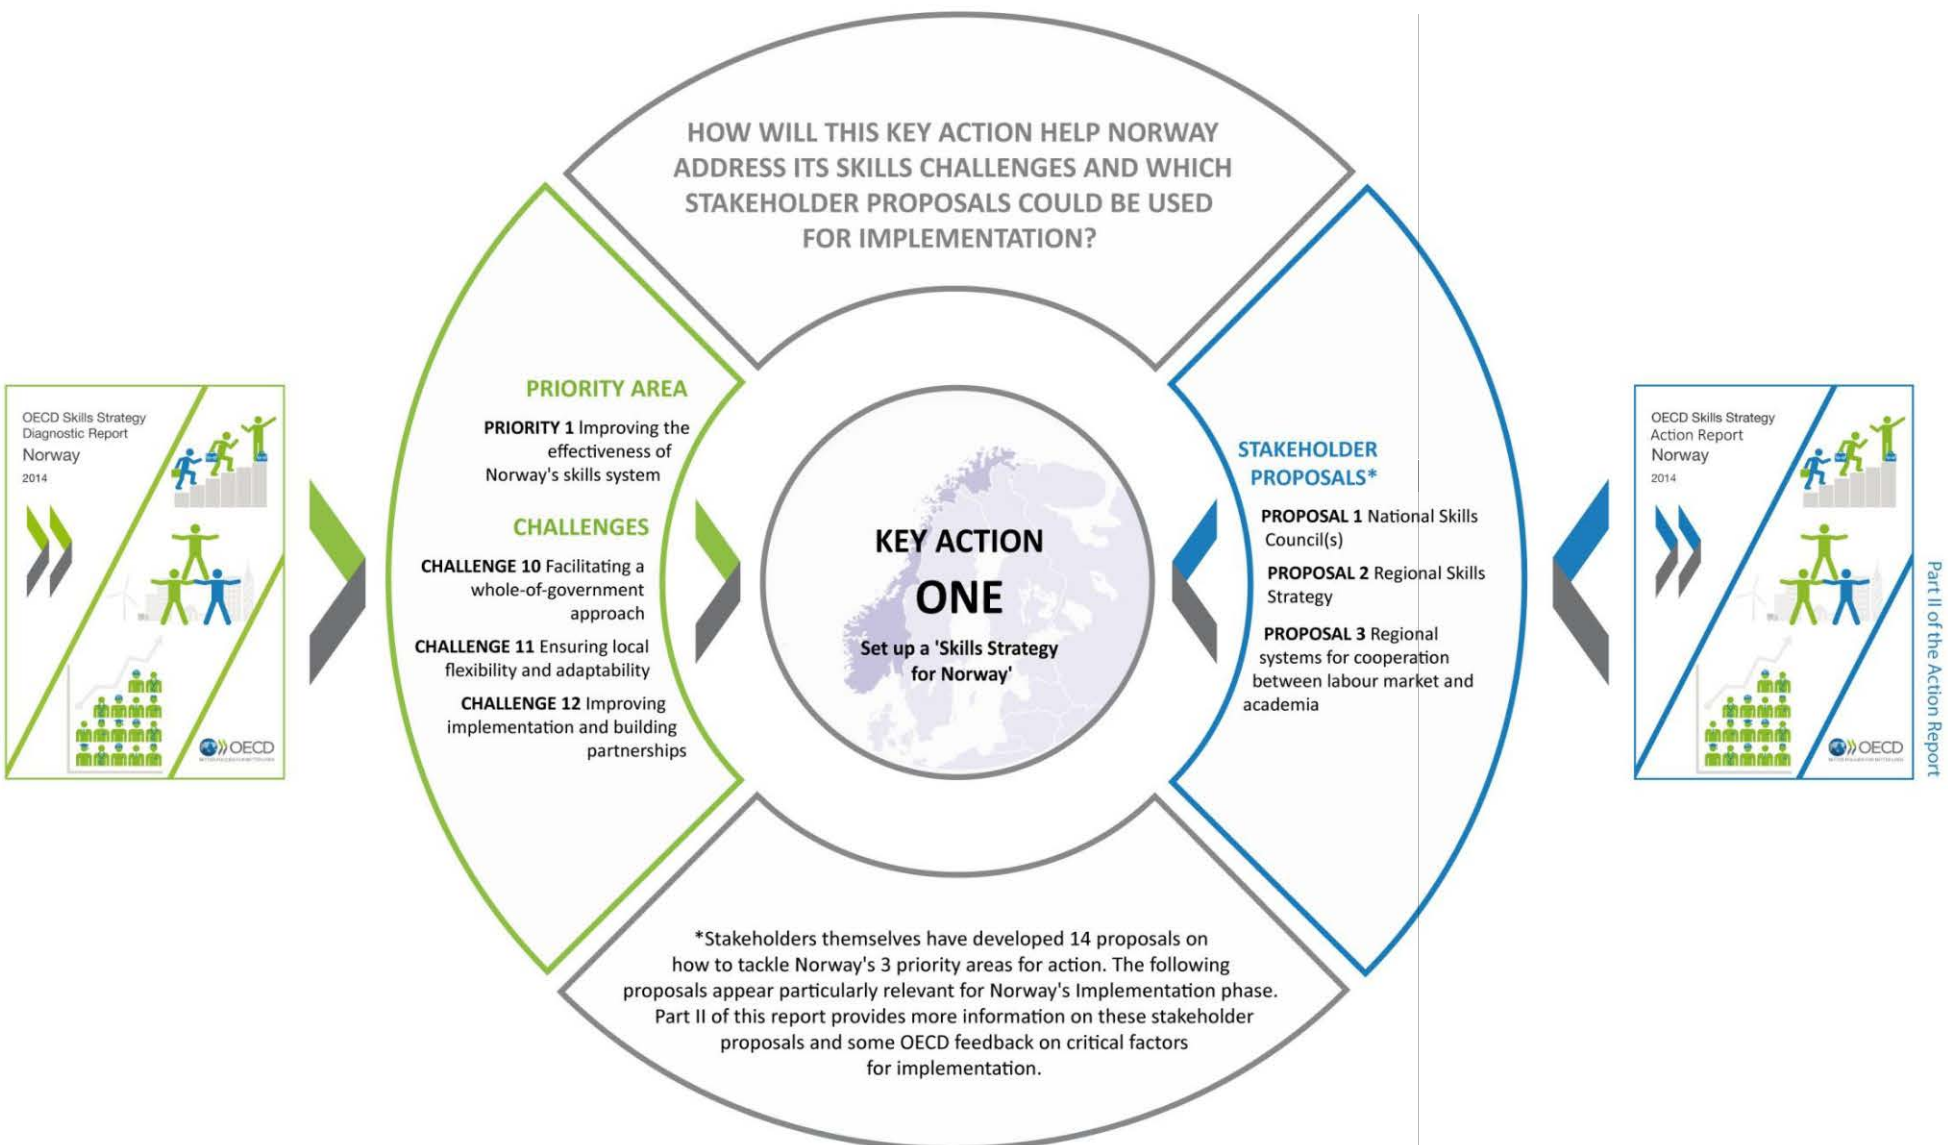 HOW WILL THIS KEY ACTION HELP NORWAY
ADDRESS ITS SKILLS CHALLENGES AND WHICH
STAKEHOLDER PROPOSALS COULD BE USED
FOR IMPLEMENTATION?
OECD Skills Strategy
Diagnostic Report
Norway
2014
OECD
PRIORITY AREA
PRIORITY 1 Improving the
effectiveness of
Norway's skills system
CHALLENGES
CHALLENGE 10 Facilitating a
whole-of-government
approach
CHALLENGE 11 Ensuring local
flexibility and adaptability
CHALLENGE 12 Improving
implementation and building
partnerships
KEY ACTION
ONE
Set up a 'Skills Strategy
for Norway'
STAKEHOLDER
PROPOSALS*
PROPOSAL 1 National Skills
Council(s)
PROPOSAL 2 Regional Skills
Strategy
PROPOSAL 3 Regional
systems for cooperation
between labour market and
academia
OECD Skills Strategy
Action Report
Norway
2014
OECD
Part II of the Action Report
*Stakeholders themselves have developed 14 proposals on
how to tackle Norway's 3 priority areas for action. The following
proposals appear particularly relevant for Norway's Implementation phase.
Part II of this report provides more information on these stakeholder
proposals and some OECD feedback on critical factors
for implementation.